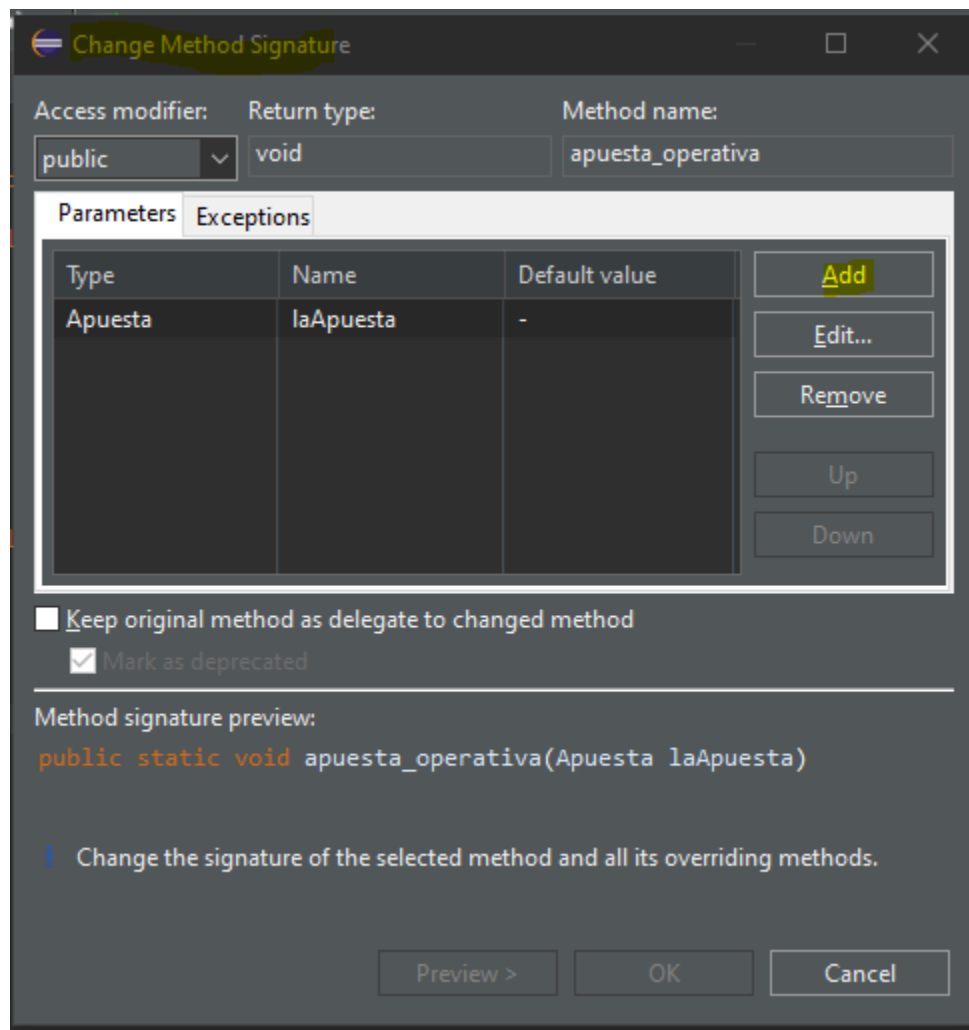 Change Method Signature
Access modifier: Return type: Method name:
public void apuesta_operativa
Parameters Exceptions
Type Name Default value
Apuesta laApuesta -
Add
Edit...
Remove
Up
Down
Keep original method as delegate to changed method
Mark as deprecated
Method signature preview:
public static void apuesta_operativa(Apuesta laApuesta)
Change the signature of the selected method and all its overriding methods.
Preview > OK Cancel